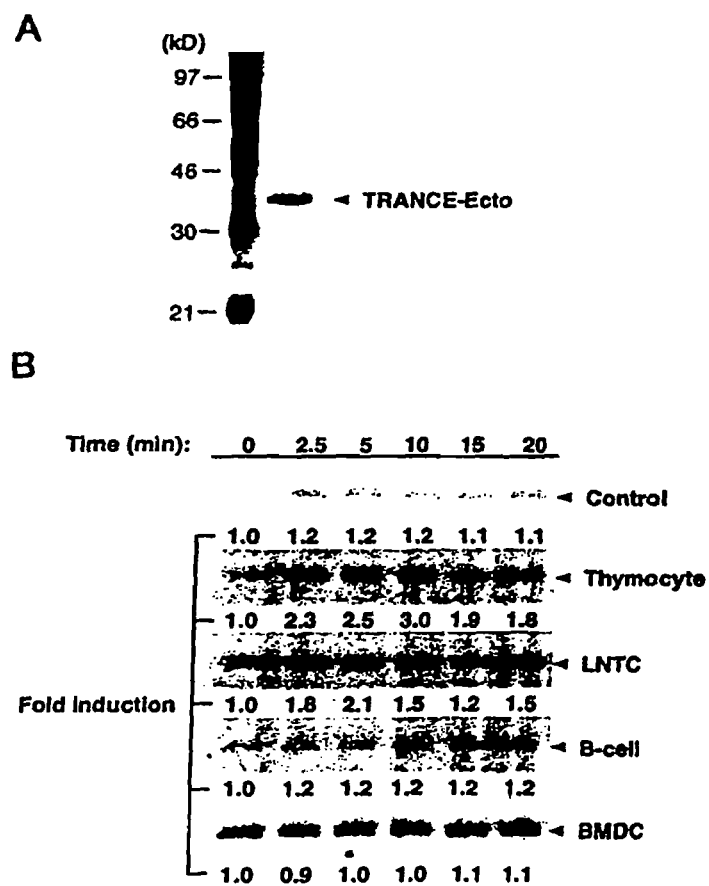 A
(kD)
97
66
46
TRANCE-Ecto
30
21
B
Time (min): 0 2.5 5 10 15 20
Control
1.0 1.2 1.2 1.2 1.1 1.1
Thymocyte
1.0 2.3 2.5 3.0 1.9 1.8
LNTC
Fold Induction 1.0 1.8 2.1 1.5 1.2 1.5
B-cell
1.0 1.2 1.2 1.2 1.2 1.2
BMDC
1.0 0.9 1.0 1.0 1.1 1.1